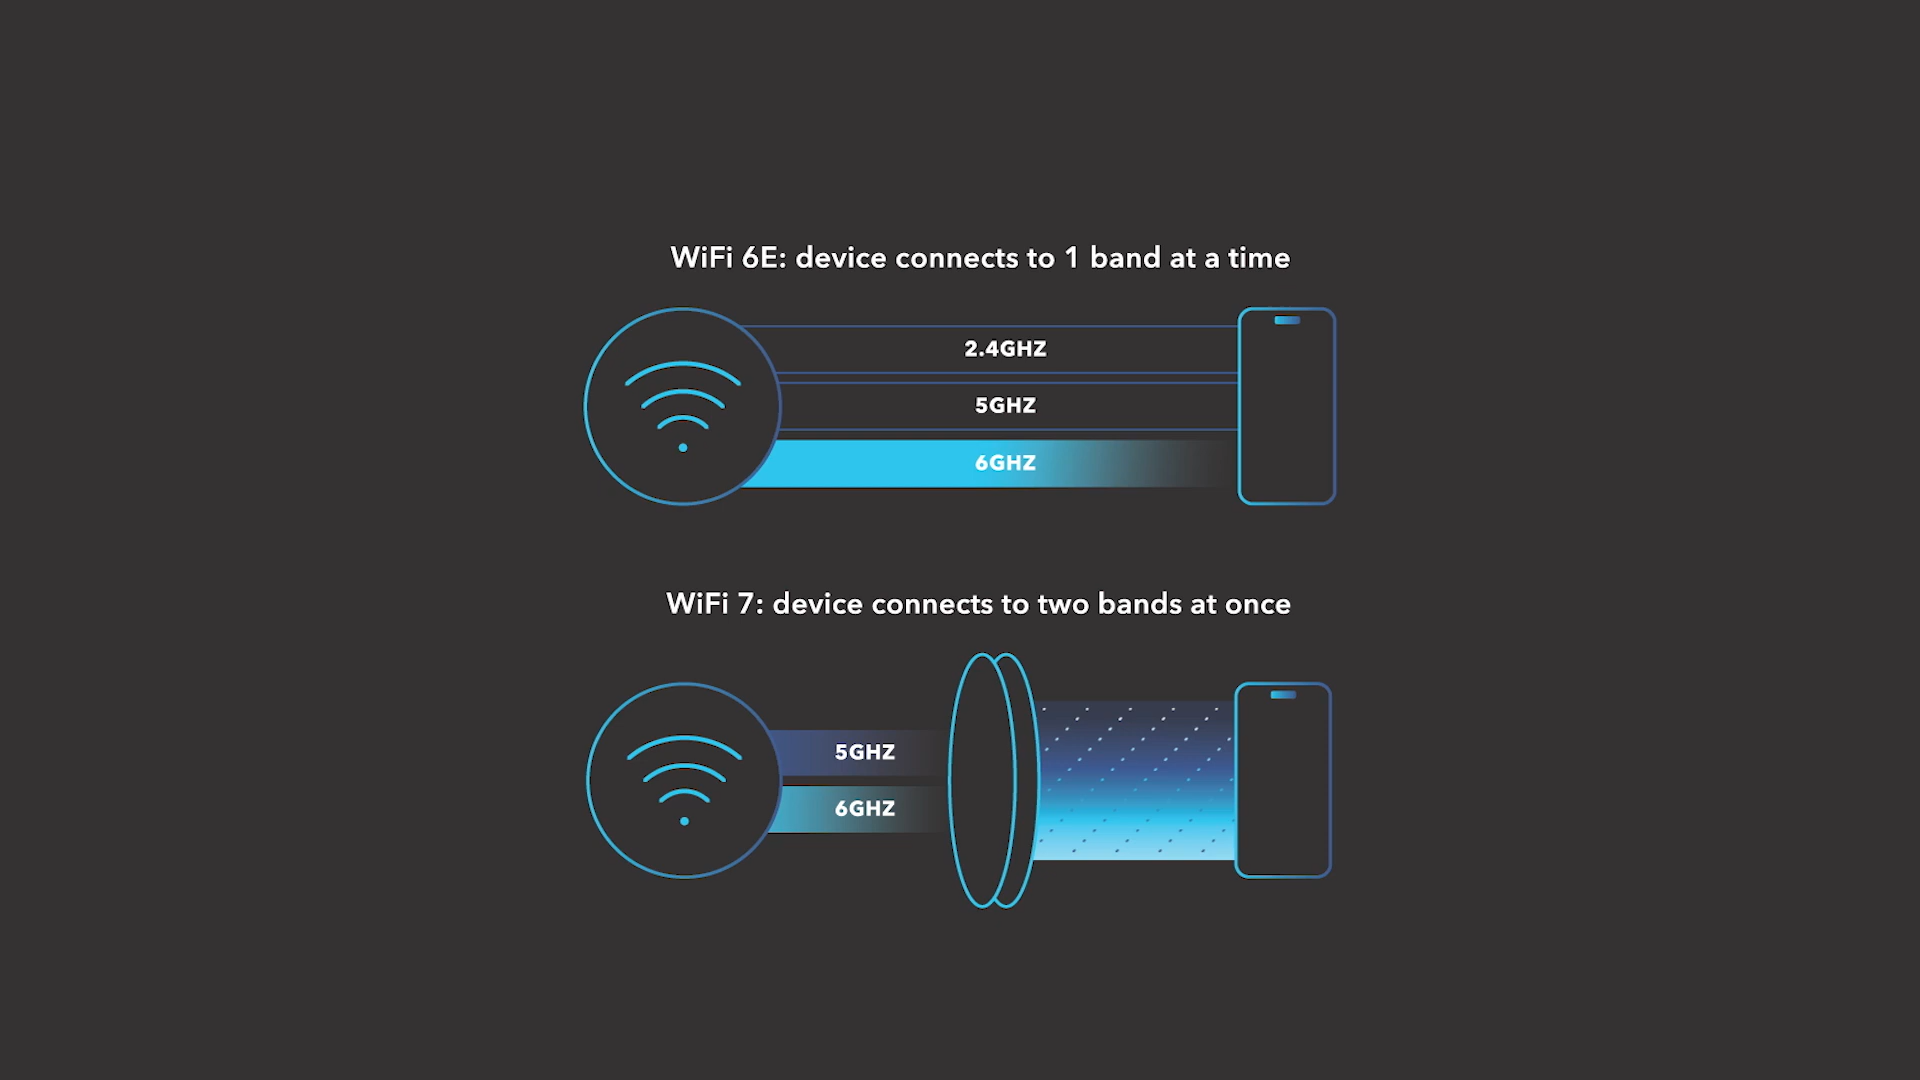 WiFi 6E: device connects to 1 band at a time
2.4GHZ
5GHZ
6GHZ
WiFi 7: device connects to two bands at once
5GHZ
6GHZ